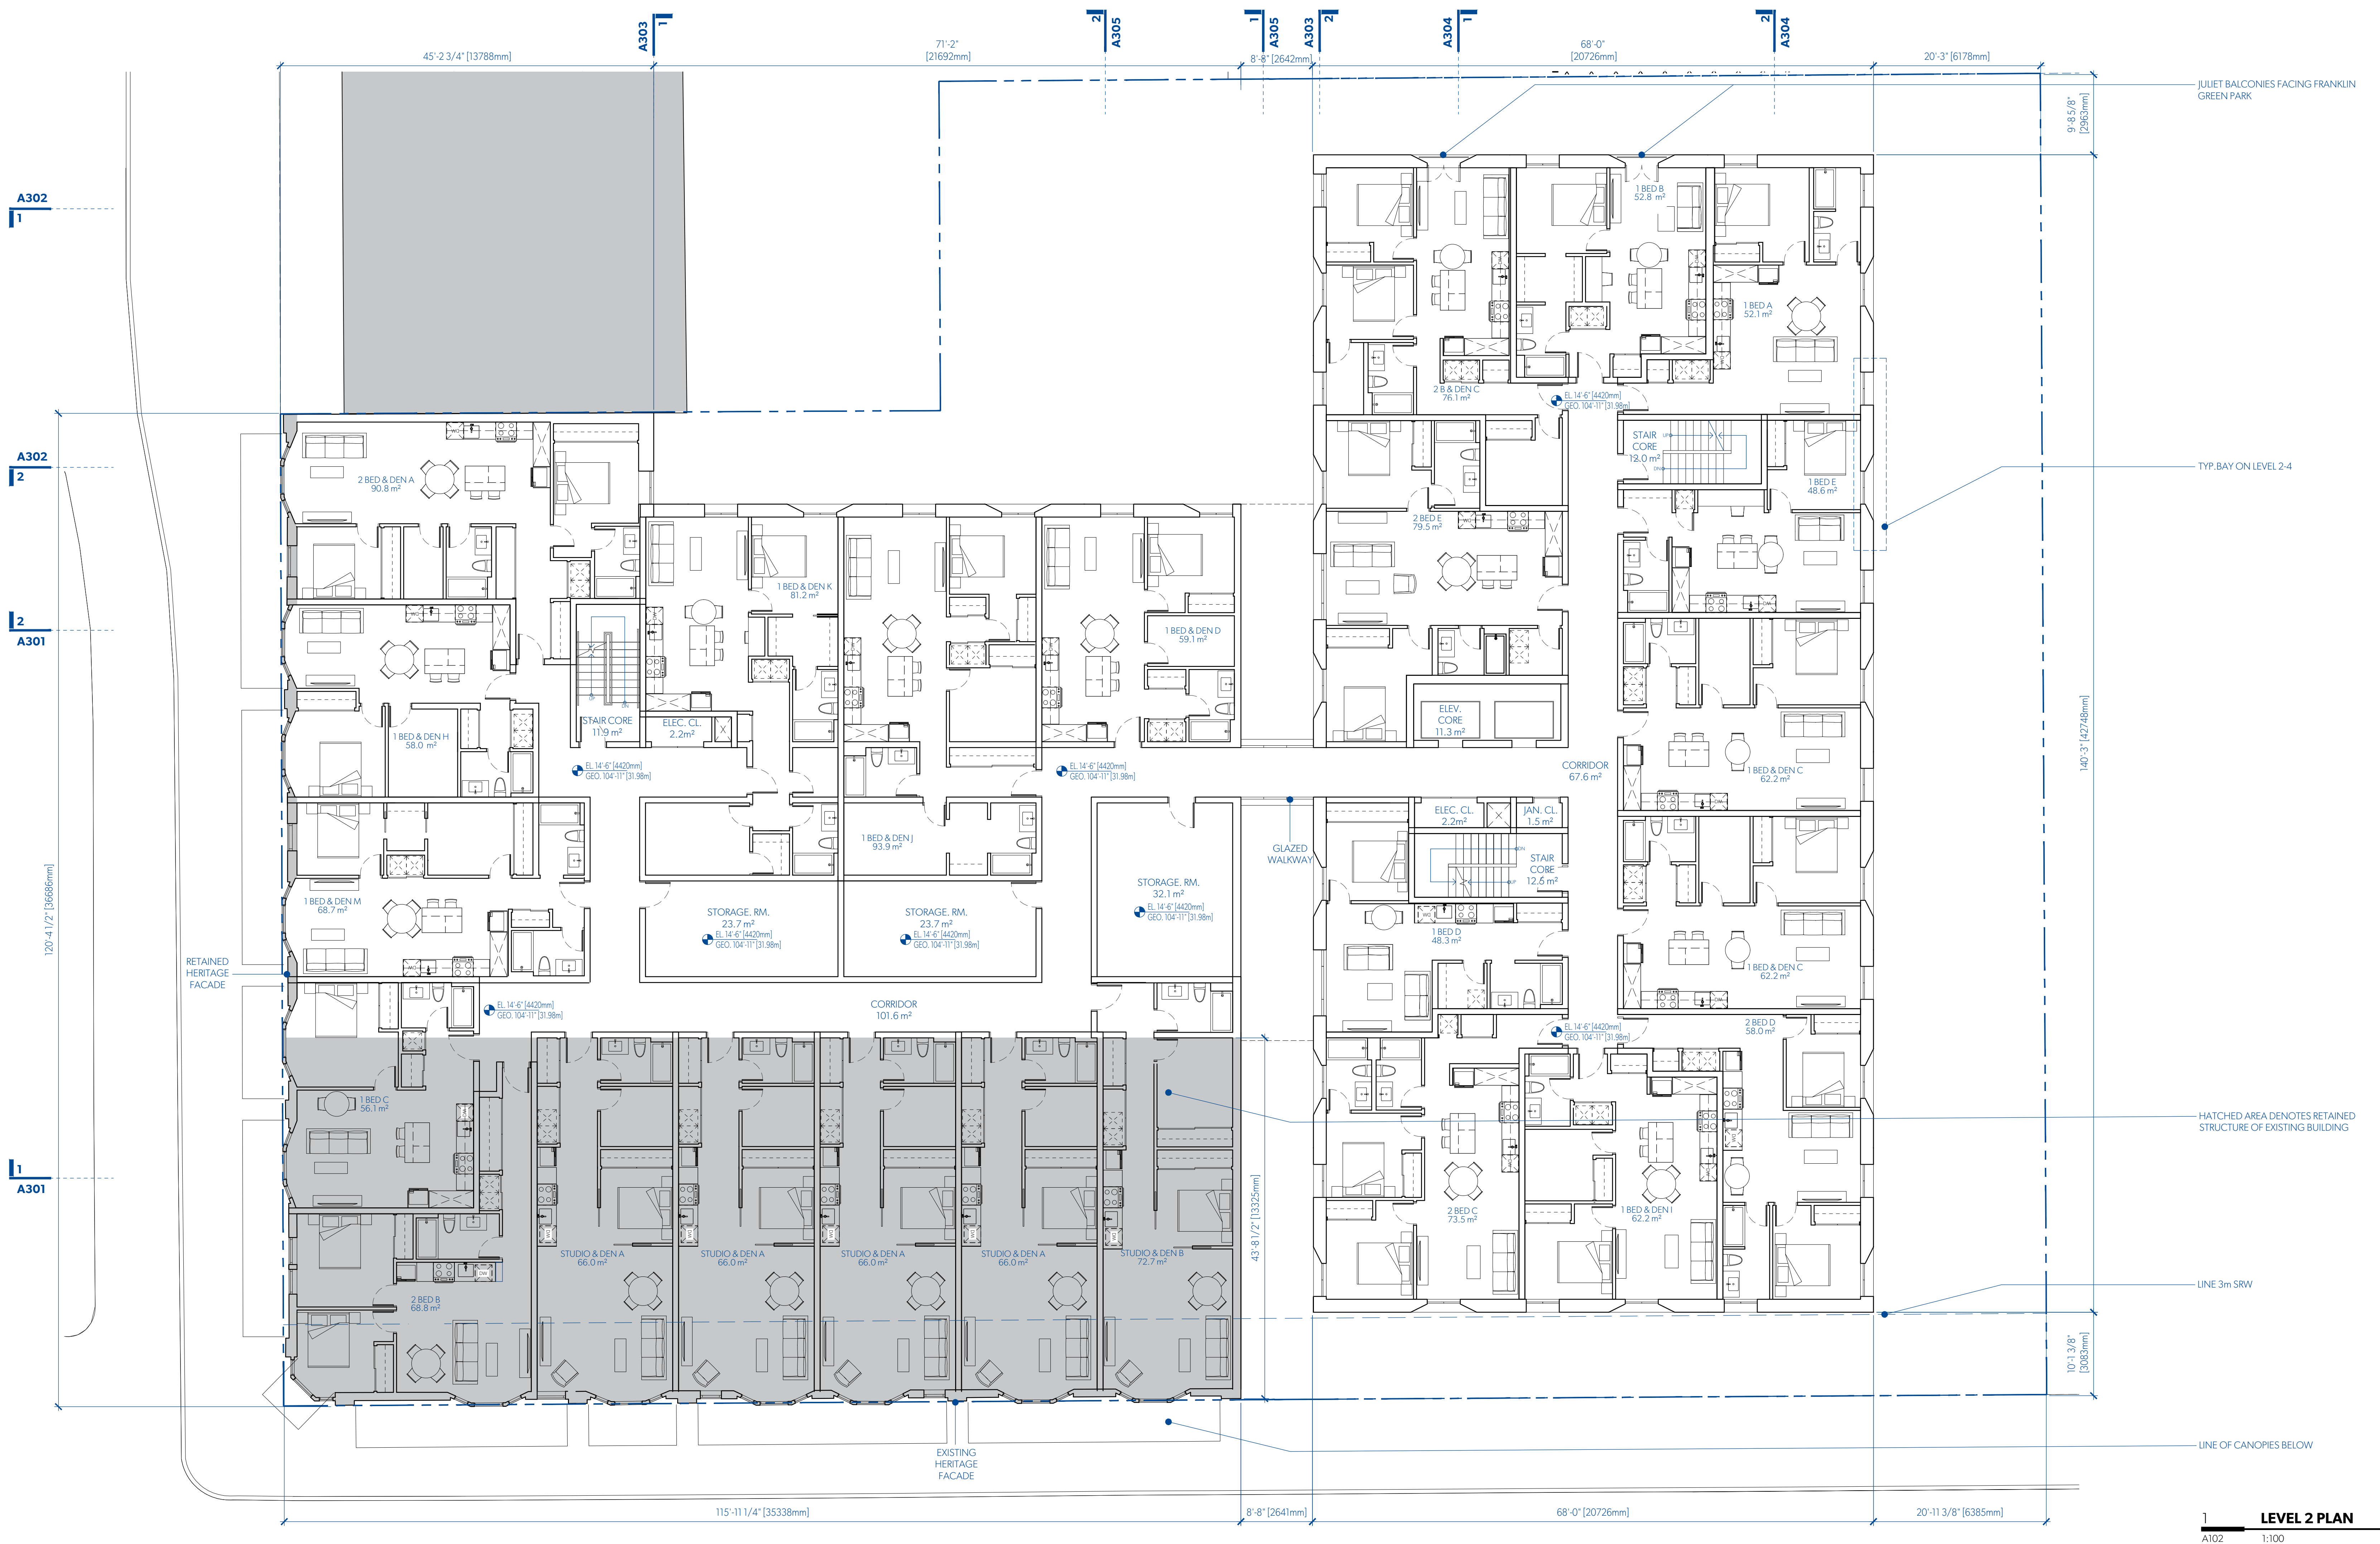 A303
1
2
A305
1
A305
A303
2
A304
1
2
A304
45'-2 3/4" [13788mm]
71'-2"
[21692mm]
8'-8" [2642mm]
68'-0"
[20726mm]
20'-3" [6178mm]
JULIET BALCONIES FACING FRANKLIN
GREEN PARK
9'-8 5/8"
[2963mm]
A302
1
1 BED B
52.8 m²
1 BED A
52.1 m²
2 B & DEN C
76.1 m²
EL. 14'-6" [4420mm]
GEO. 104'-11" [31.98m]
A302
2
2 BED & DEN A
90.8 m²
STAIR
CORE
12.0 m²
UP
DN
1 BED E
48.6 m²
TYP. BAY ON LEVEL 2-4
2 BED E
79.5 m²
1 BED & DEN K
81.2 m²
1 BED & DEN D
59.1 m²
2
A301
UP
DN
STAIR CORE
11.9 m²
ELEC. CL.
2.2m²
1 BED & DEN H
58.0 m²
ELEV.
CORE
11.3 m²
140'-3" [42748mm]
EL. 14'-6" [4420mm]
GEO. 104'-11" [31.98m]
EL. 14'-6" [4420mm]
GEO. 104'-11" [31.98m]
CORRIDOR
67.6 m²
1 BED & DEN C
62.2 m²
ELEC. CL.
2.2m²
JAN. CL.
1.5 m²
1 BED & DEN J
93.9 m²
GLAZED
WALKWAY
DN
UP
STAIR
CORE
12.6 m²
120'-4 1/2" [36686mm]
1 BED & DEN M
68.7 m²
STORAGE. RM.
23.7 m²
EL. 14'-6" [4420mm]
GEO. 104'-11" [31.98m]
STORAGE. RM.
23.7 m²
EL. 14'-6" [4420mm]
GEO. 104'-11" [31.98m]
STORAGE. RM.
32.1 m²
EL. 14'-6" [4420mm]
GEO. 104'-11" [31.98m]
1 BED D
48.3 m²
1 BED & DEN C
62.2 m²
RETAINED
HERITAGE
FACADE
EL. 14'-6" [4420mm]
GEO. 104'-11" [31.98m]
CORRIDOR
101.6 m²
EL. 14'-6" [4420mm]
GEO. 104'-11" [31.98m]
2 BED D
58.0 m²
1 BED C
56.1 m²
HATCHED AREA DENOTES RETAINED
STRUCTURE OF EXISTING BUILDING
1
A301
43'-8 1/2" [13325mm]
2 BED C
73.5 m²
1 BED & DEN I
62.2 m²
STUDIO & DEN A
66.0 m²
STUDIO & DEN A
66.0 m²
STUDIO & DEN A
66.0 m²
STUDIO & DEN A
66.0 m²
STUDIO & DEN B
72.7 m²
2 BED B
68.8 m²
LINE 3m SRW
10'-1 3/8"
[3083mm]
LINE OF CANOPIES BELOW
EXISTING
HERITAGE
FACADE
115'-11 1/4" [35338mm]
8'-8" [2641mm]
68'-0" [20726mm]
20'-11 3/8" [6385mm]
1
LEVEL 2 PLAN
A102
1:100